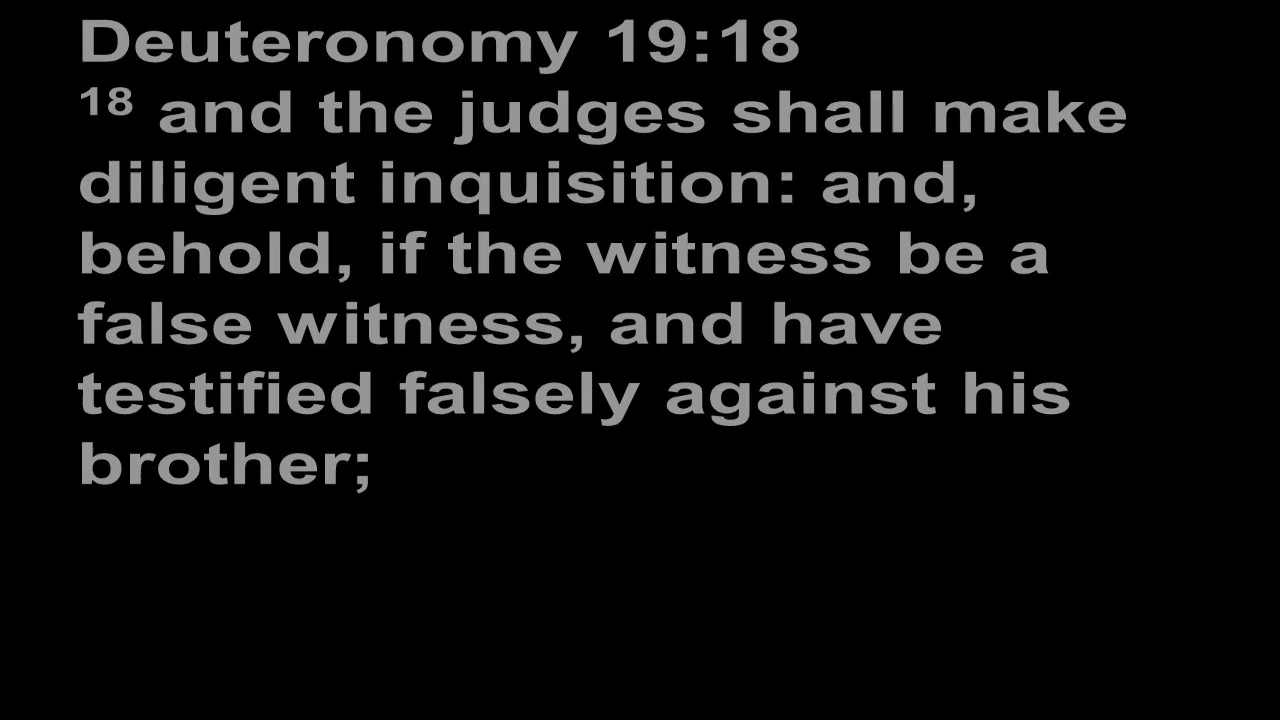 Deuteronomy 19:18
18 and the judges shall make
diligent inquisition: and,
behold, if the witness be a
false witness, and have
testified falsely against his
brother;